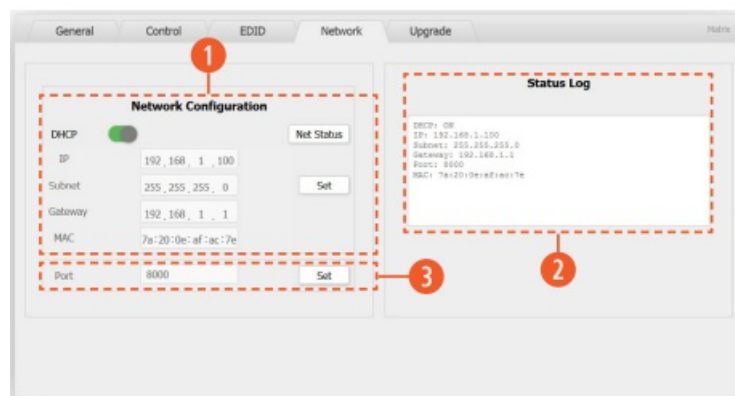 General Control EDID Network Upgrade Matrix
1
Network Configuration
DHCP Net Status
IP 192 . 168 . 1 . 100
Subnet 255 . 255 . 255 . 0 Set
Gateway 192 . 168 . 1 . 1
MAC 7a:20:0e:af:ac:7e
Port 8000 Set
3
Status Log
DHCP: ON
IP: 192.168.1.100
Subnet: 255.255.255.0
Gateway: 192.168.1.1
Port: 8000
MAC: 7a:20:0e:af:ac:7e
2